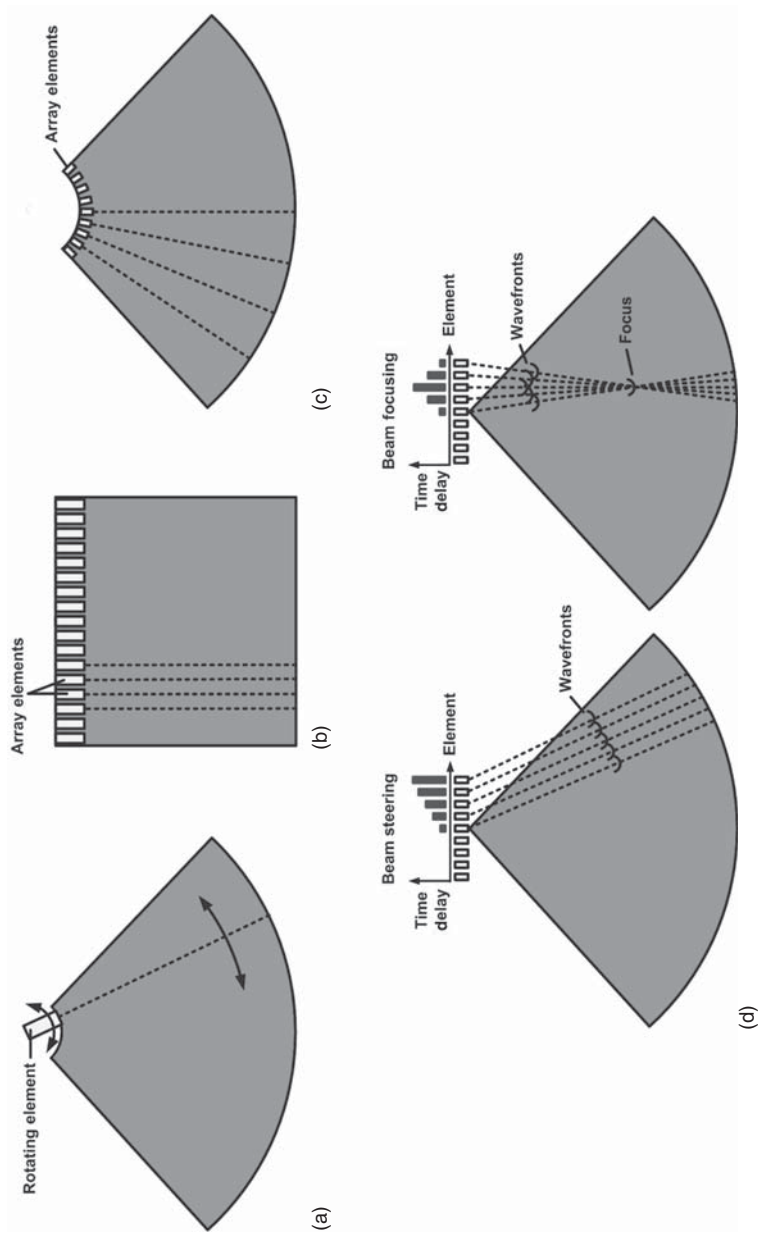 Rotating element
(a)
Array elements
(b)
Array elements
(c)
Beam steering
Time
delay
Element
Wavefronts
Beam focusing
Time
delay
Element
Wavefronts
Focus
(d)